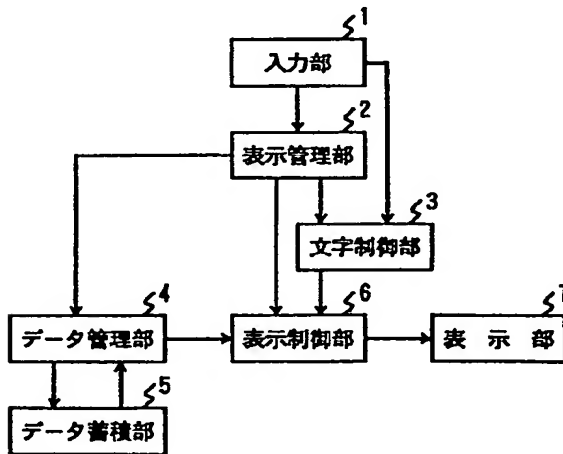 1
入力部
2
表示管理部
3
文字制御部
4
データ管理部
6
表示制御部
7
表 示 部
5
データ蓄積部